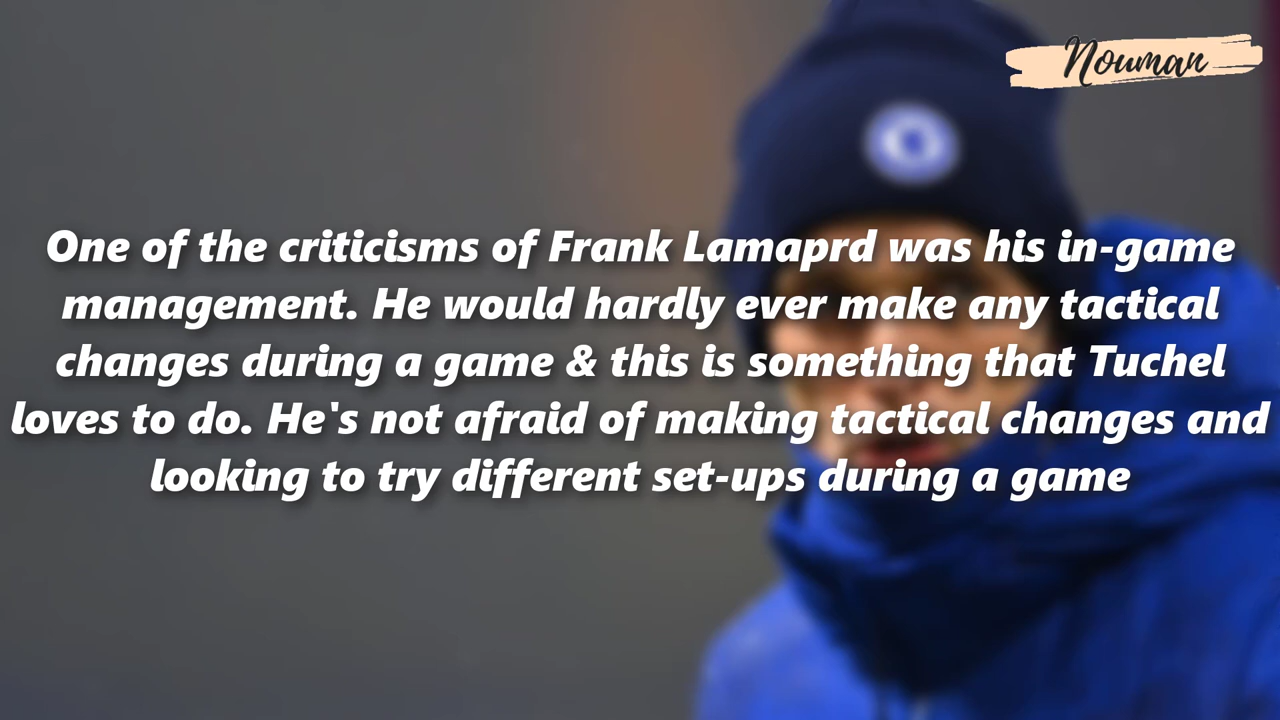 Nouman
One of the criticisms of Frank Lamaprd was his in-game
management. He would hardly ever make any tactical
changes during a game & this is something that Tuchel
loves to do. He's not afraid of making tactical changes and
looking to try different set-ups during a game